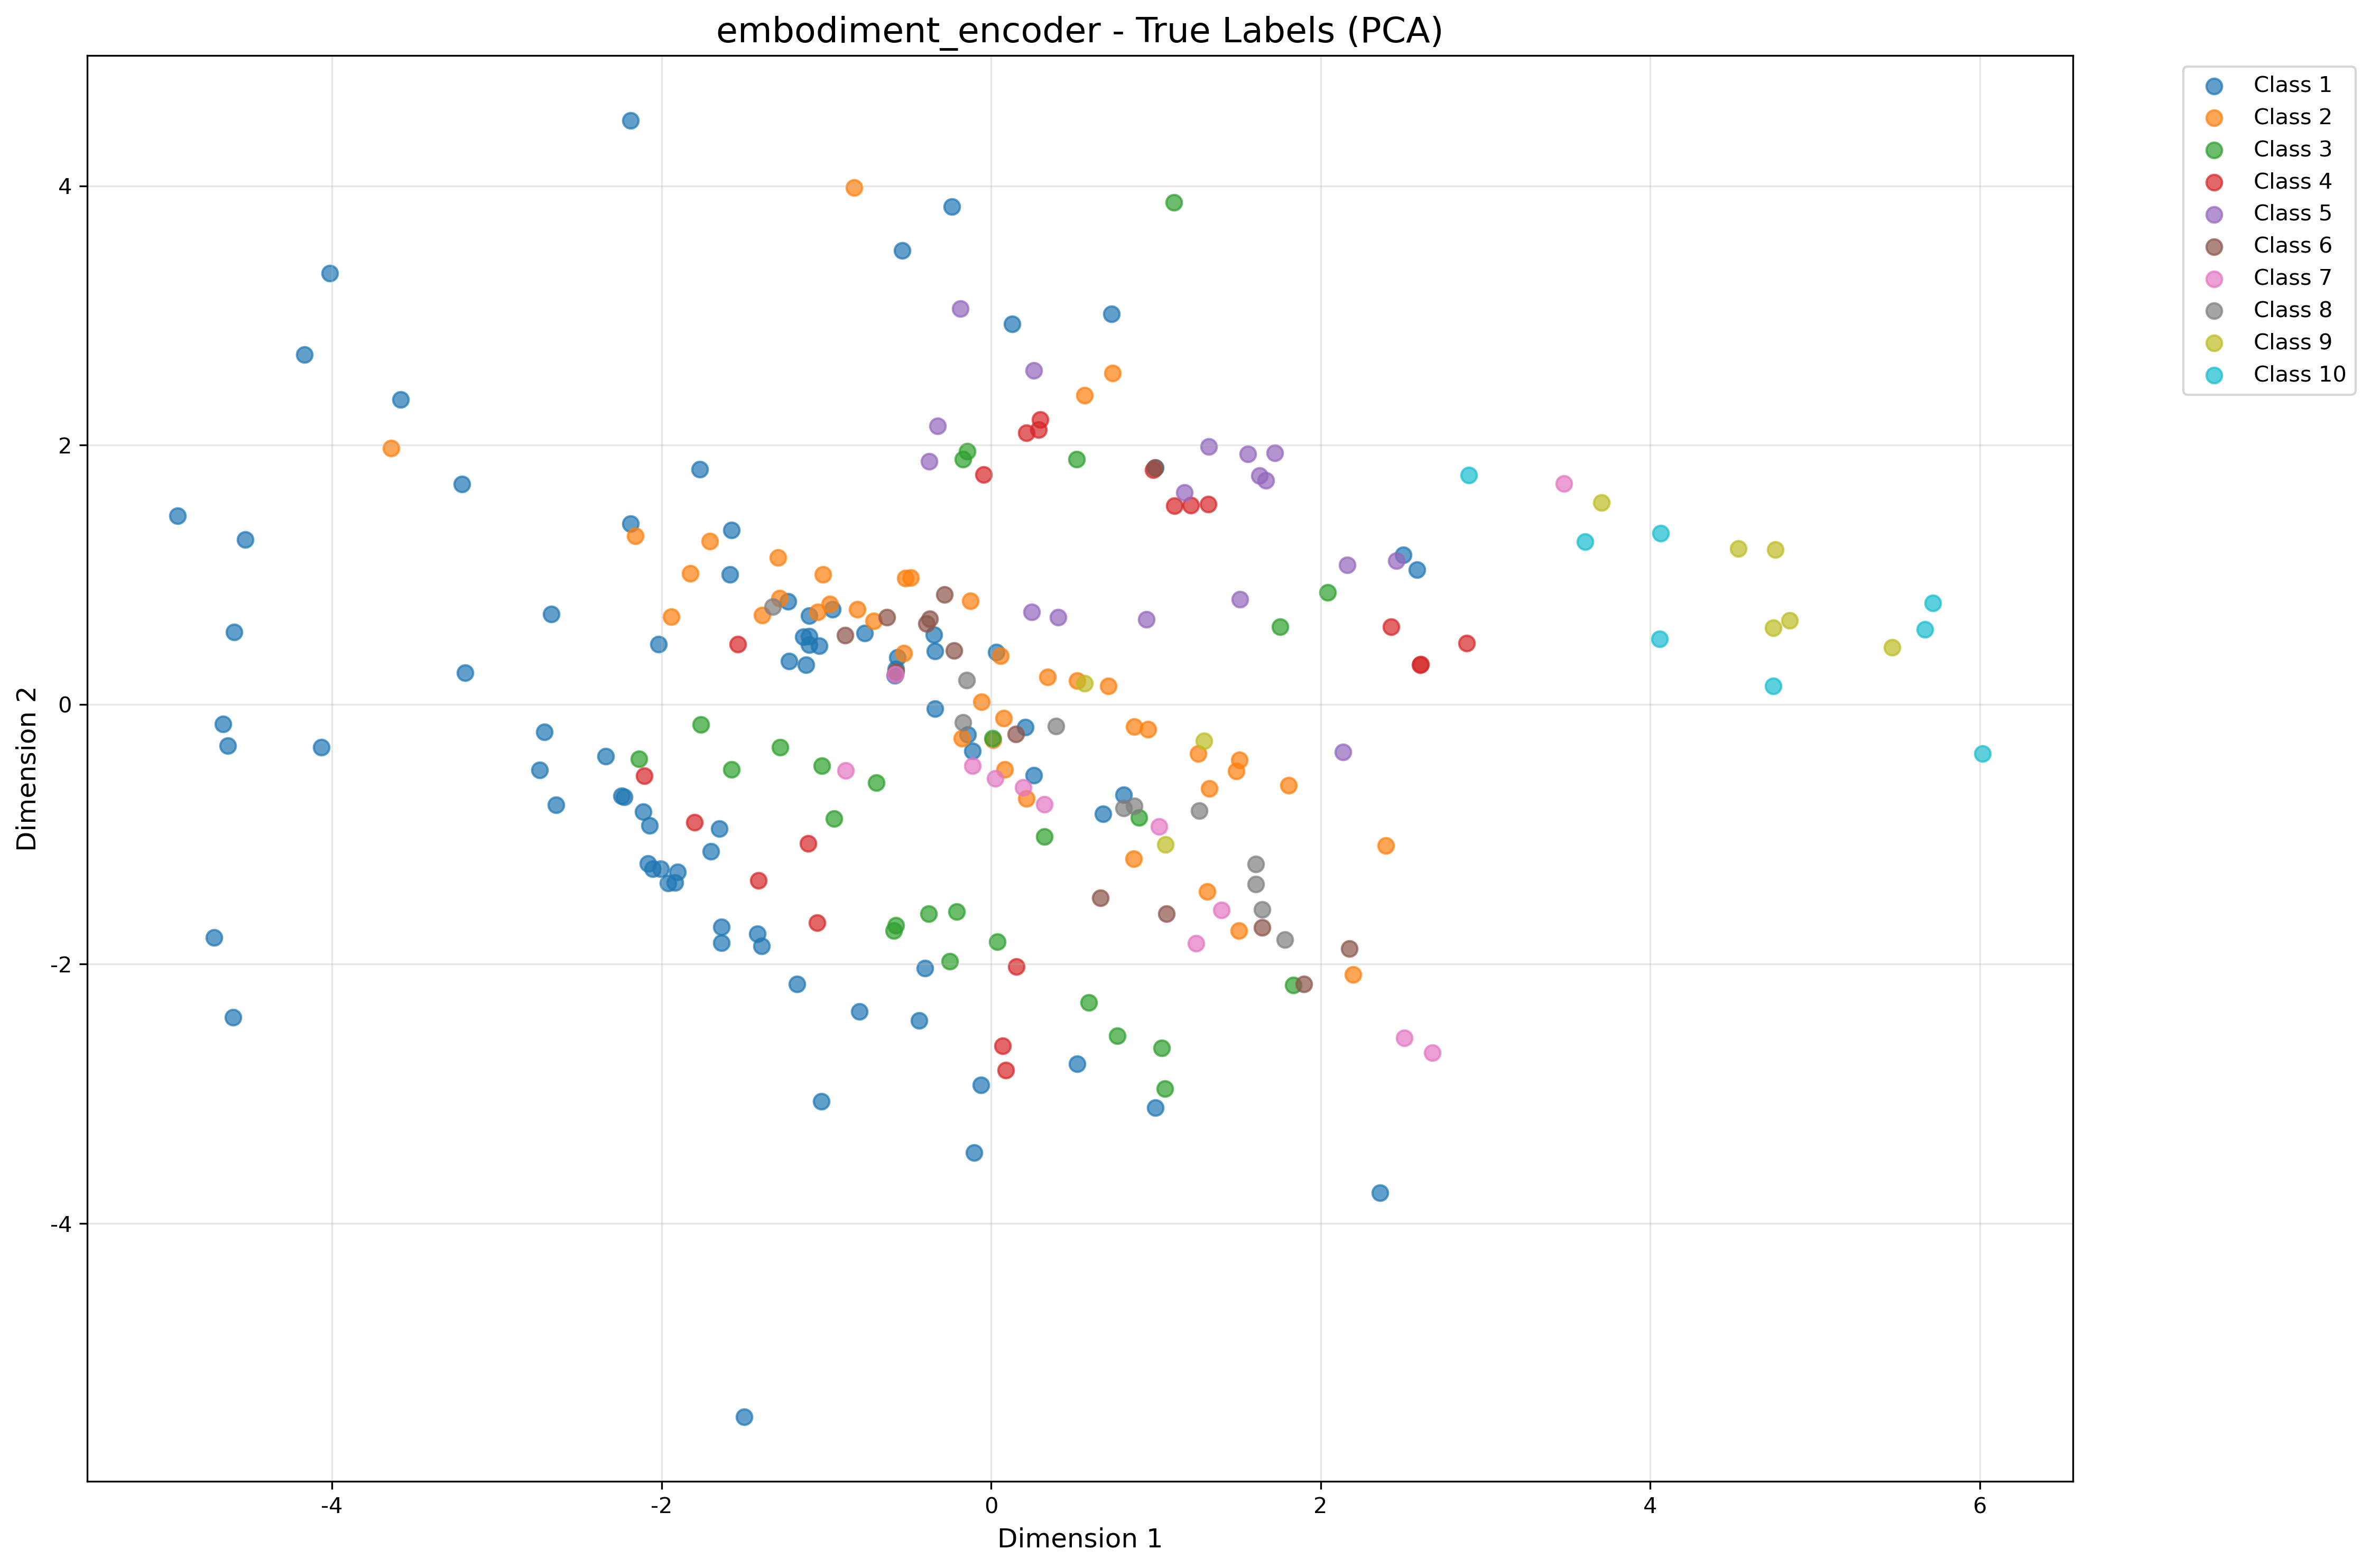 embodiment_encoder - True Labels (PCA)
Class 1
Class 2
Class 3
Class 4
Class 5
Class 6
Class 7
Class 8
Class 9
Class 10
4
2
0
-2
-4
Dimension 2
-4
-2
0
2
4
6
Dimension 1